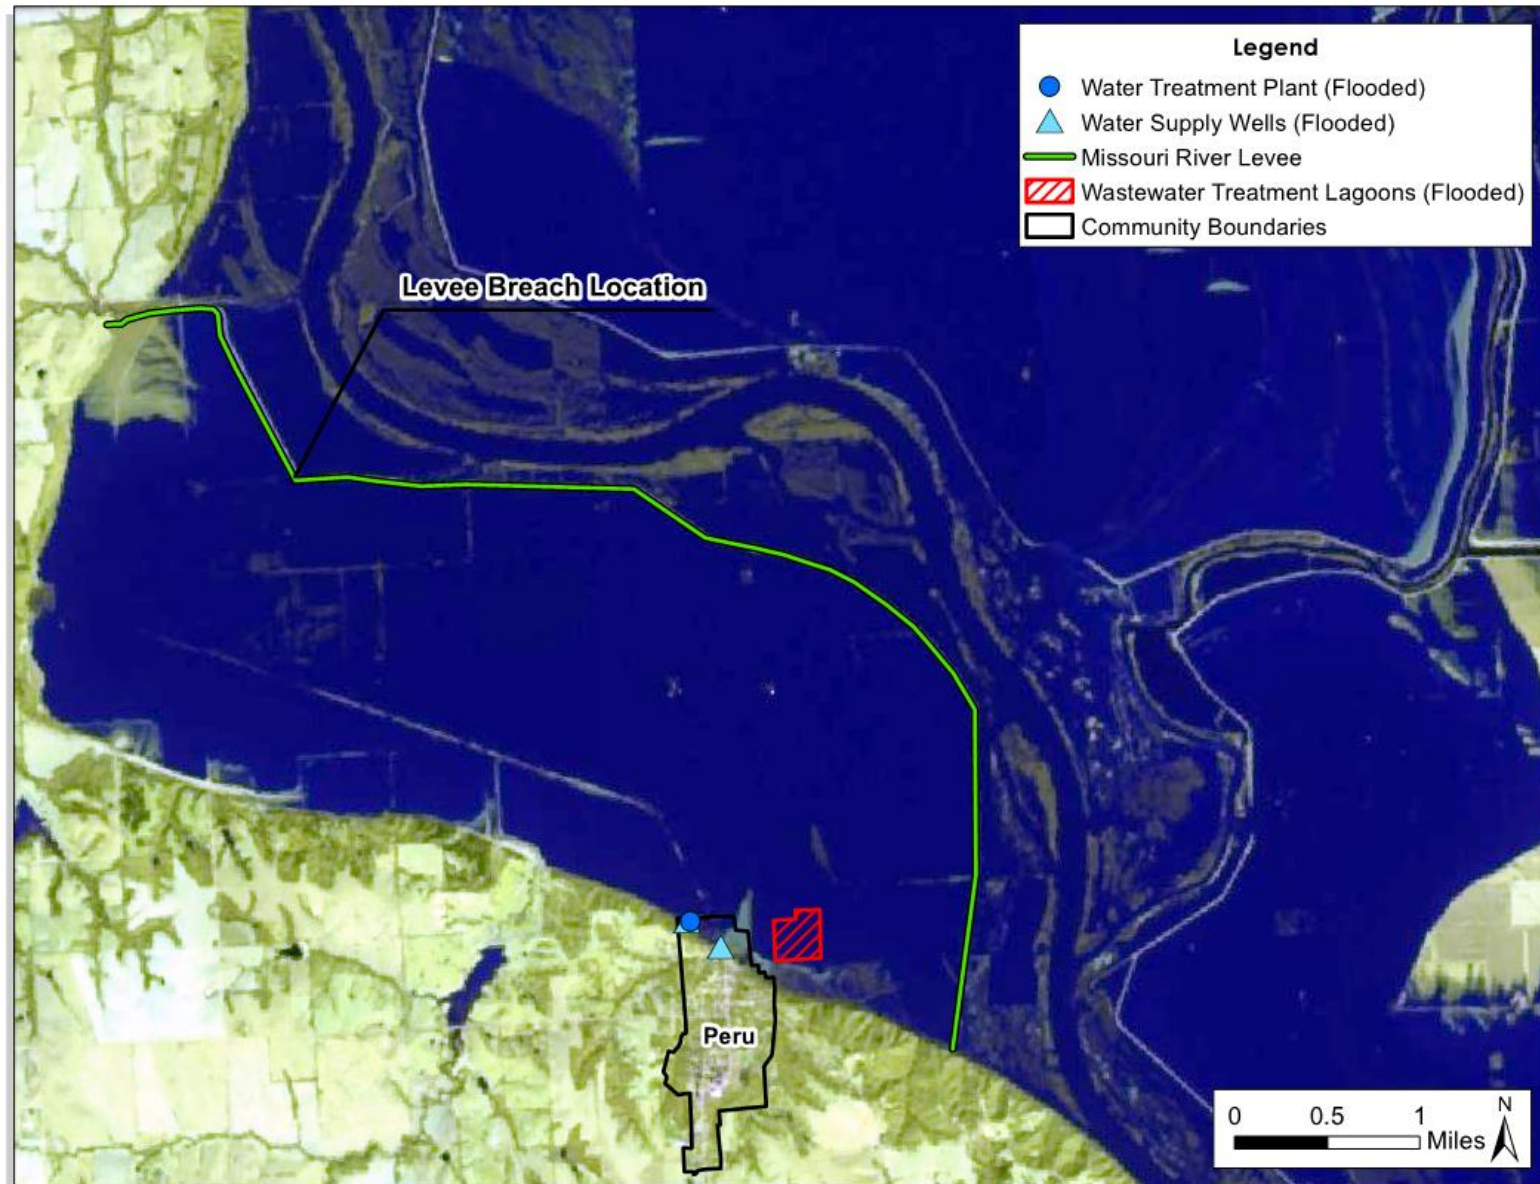 Legend
Water Treatment Plant (Flooded)
Water Supply Wells (Flooded)
Missouri River Levee
Wastewater Treatment Lagoons (Flooded)
Community Boundaries
Levee Breach Location
Peru
0 0.5 1
Miles
N